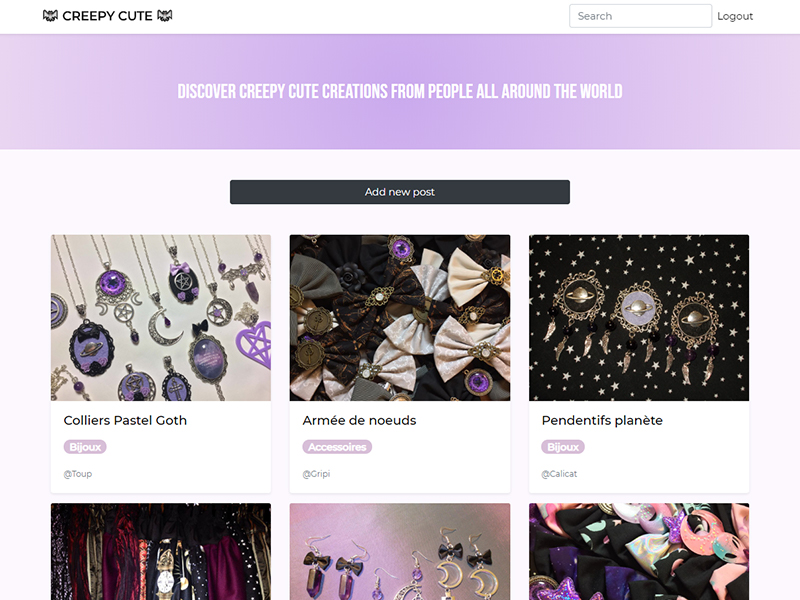 CREEPY CUTE
Search
Logout
DISCOVER CREEPY CUTE CREATIONS FROM PEOPLE ALL AROUND THE WORLD
Add new post
Colliers Pastel Goth
Bijoux
@Toup
Armée de noeuds
Accessoires
@Gripi
Pendentifs planète
Bijoux
@Calicat